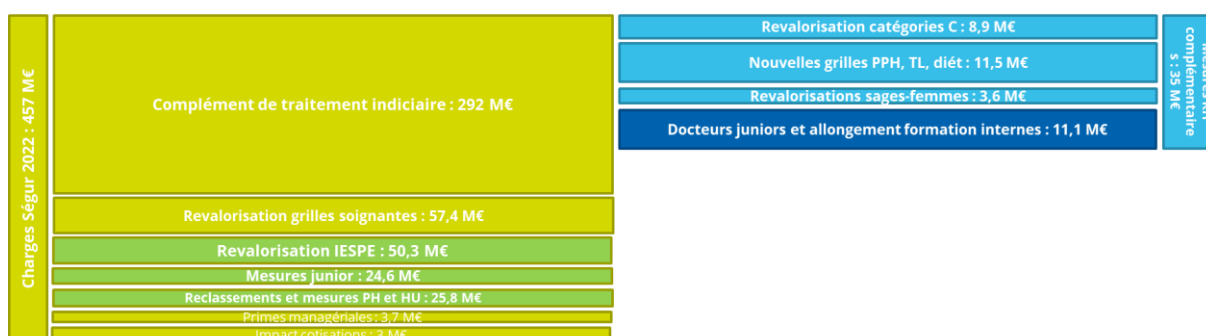 Charges Ségur 2022 : 457 M€
Complément de traitement indiciaire : 292 M€
Revalorisation grilles soignantes : 57,4 M€
Revalorisation IESPE : 50,3 M€
Mesures junior : 24,6 M€
Reclassements et mesures PH et HU : 25,8 M€
Primes managériales : 3,7 M€
Impact cotisations : 3 M€
Revalorisation catégories C : 8,9 M€
Nouvelles grilles PPH, TL, diét : 11,5 M€
Revalorisations sages-femmes : 3,6 M€
Docteurs juniors et allongement formation internes : 11,1 M€
complémentaire
s : 35 M€